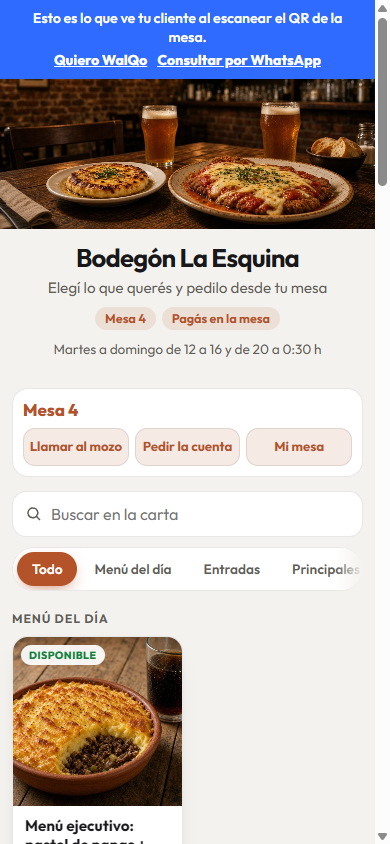 Esto es lo que ve tu cliente al escanear el QR de la
mesa.
Quiero WalQo Consultar por WhatsApp
Bodegón La Esquina
Elegí lo que querés y pedilo desde tu mesa
Mesa 4 Pagás en la mesa
Martes a domingo de 12 a 16 y de 20 a 0:30 h
Mesa 4
Llamar al mozo Pedir la cuenta Mi mesa
Buscar en la carta
Todo Menú del día Entradas Principales
MENÚ DEL DÍA
DISPONIBLE
Menú ejecutivo:
pastel de papas +